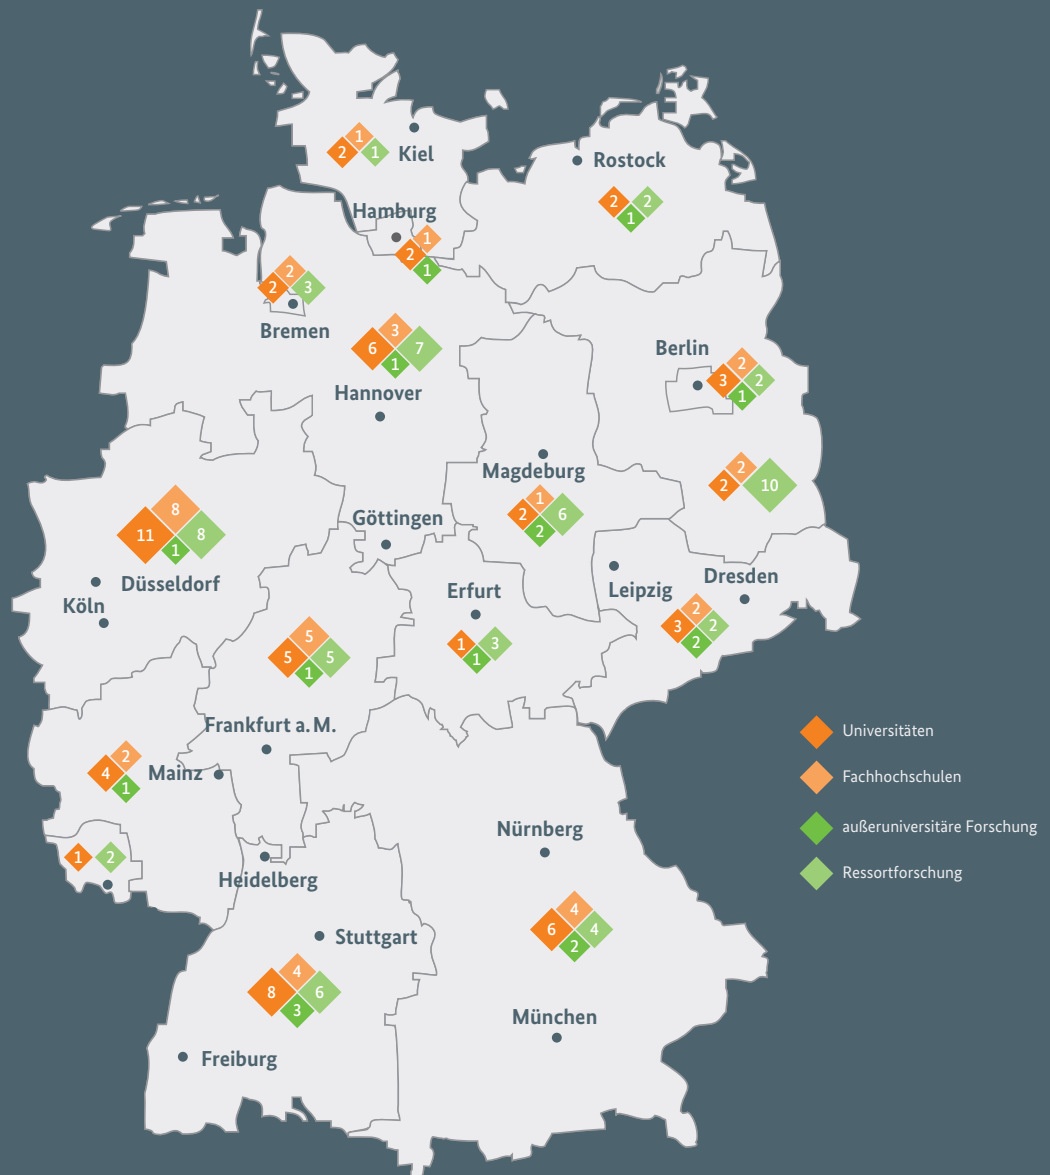 1
2 1
Kiel
Rostock
2 2
1
Hamburg
1
2
1
2
2 3
Bremen
3
6 7
1
Hannover
Berlin
2
3 2
1
Magdeburg
1
2 6
2
2
2 10
8
11 8
1
Düsseldorf
Köln
Göttingen
Erfurt
1 3
1
Leipzig
Dresden
2
3 2
2
5
5 5
1
Frankfurt a. M.
2
4
1
Mainz
1 2
Heidelberg
Nürnberg
4
6 4
2
Stuttgart
4
8 6
3
München
Freiburg
Universitäten
Fachhochschulen
außeruniversitäre Forschung
Ressortforschung